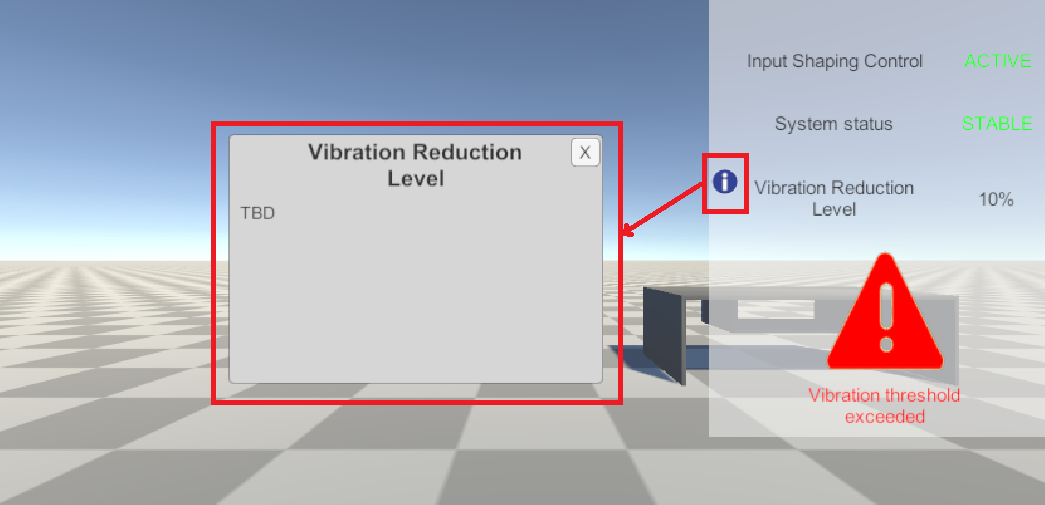 Input Shaping Control ACTIVE
System status STABLE
Vibration Reduction
Level
10%
Vibration threshold
exceeded
Vibration Reduction
Level
X
TBD